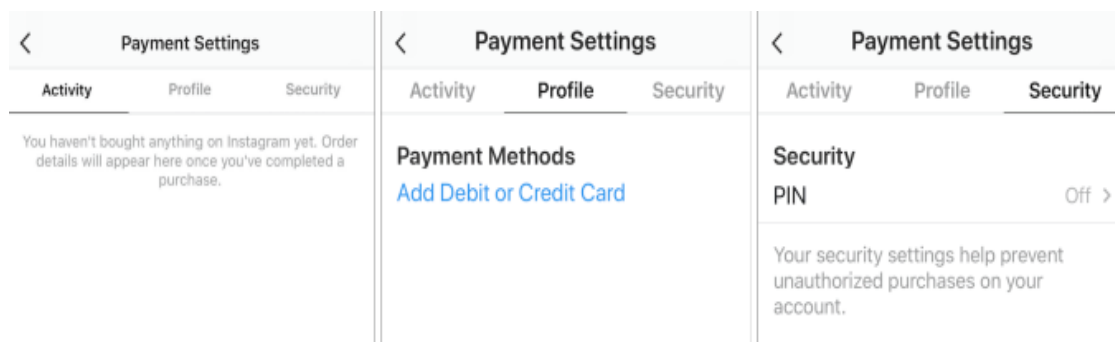 Payment Settings
Activity Profile Security
You haven't bought anything on Instagram yet. Order
details will appear here once you've completed a
purchase.
Payment Settings
Activity Profile Security
Payment Methods
Add Debit or Credit Card
Payment Settings
Activity Profile Security
Security
PIN Off >
Your security settings help prevent
unauthorized purchases on your
account.